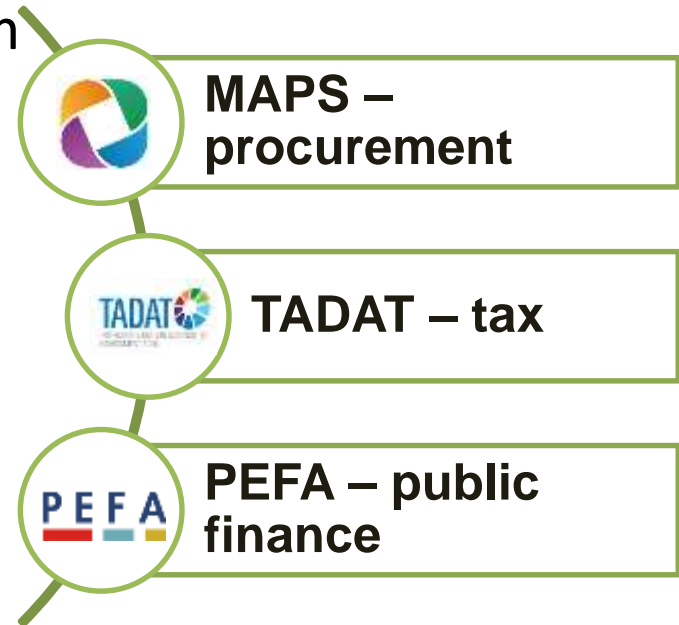 MAPS –
procurement
TADAT
TADAT – tax
PEFA
PEFA – public
finance